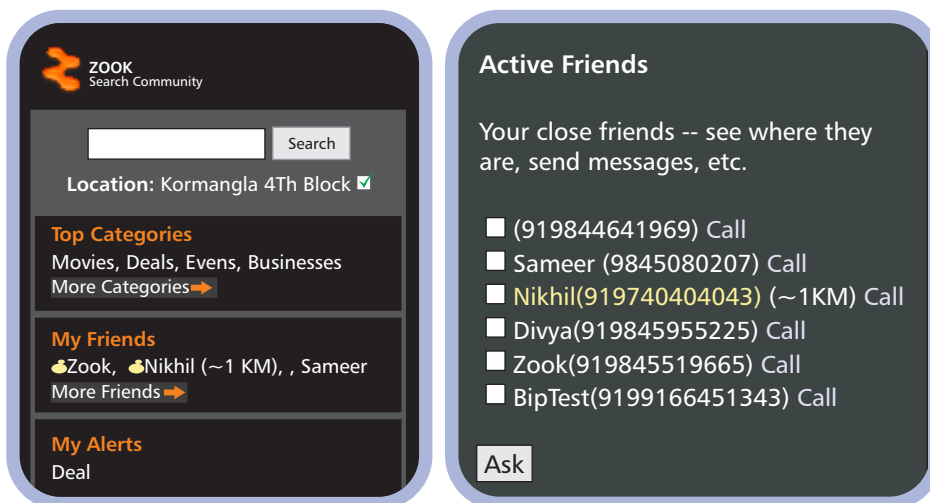 ZOOK
Search Community
Search
Location: Kormangla 4Th Block
Top Categories
Movies, Deals, Evens, Businesses
More Categories
My Friends
Zook, Nikhil (~1 KM), , Sameer
More Friends
My Alerts
Deal
Active Friends
Your close friends -- see where they
are, send messages, etc.
(919844641969) Call
Sameer (9845080207) Call
Nikhil(919740404043) (~1KM) Call
Divya(919845955225) Call
Zook(919845519665) Call
BipTest(9199166451343) Call
Ask